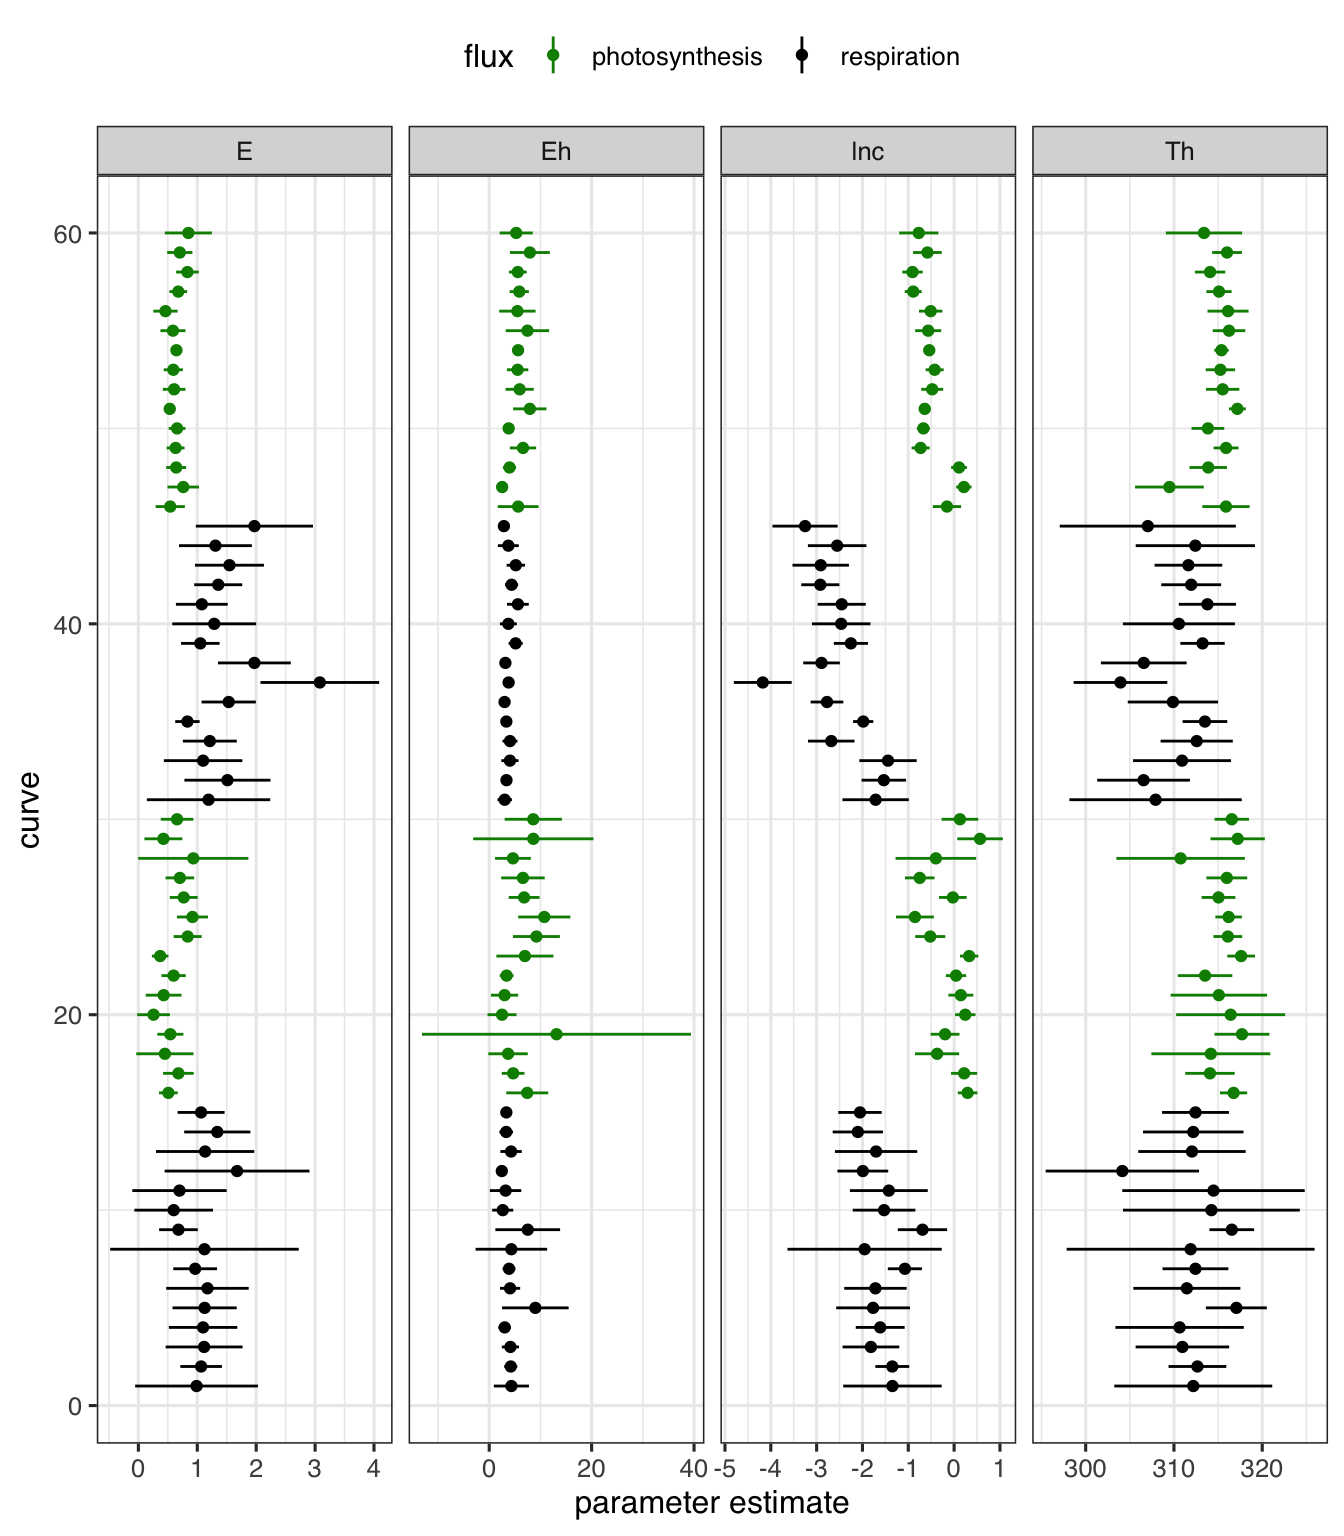 flux photosynthesis respiration
E Eh lnc Th
60
40
20
0
curve
0 1 2 3 4 0 20 40 -5 -4 -3 -2 -1 0 1 300 310 320
parameter estimate